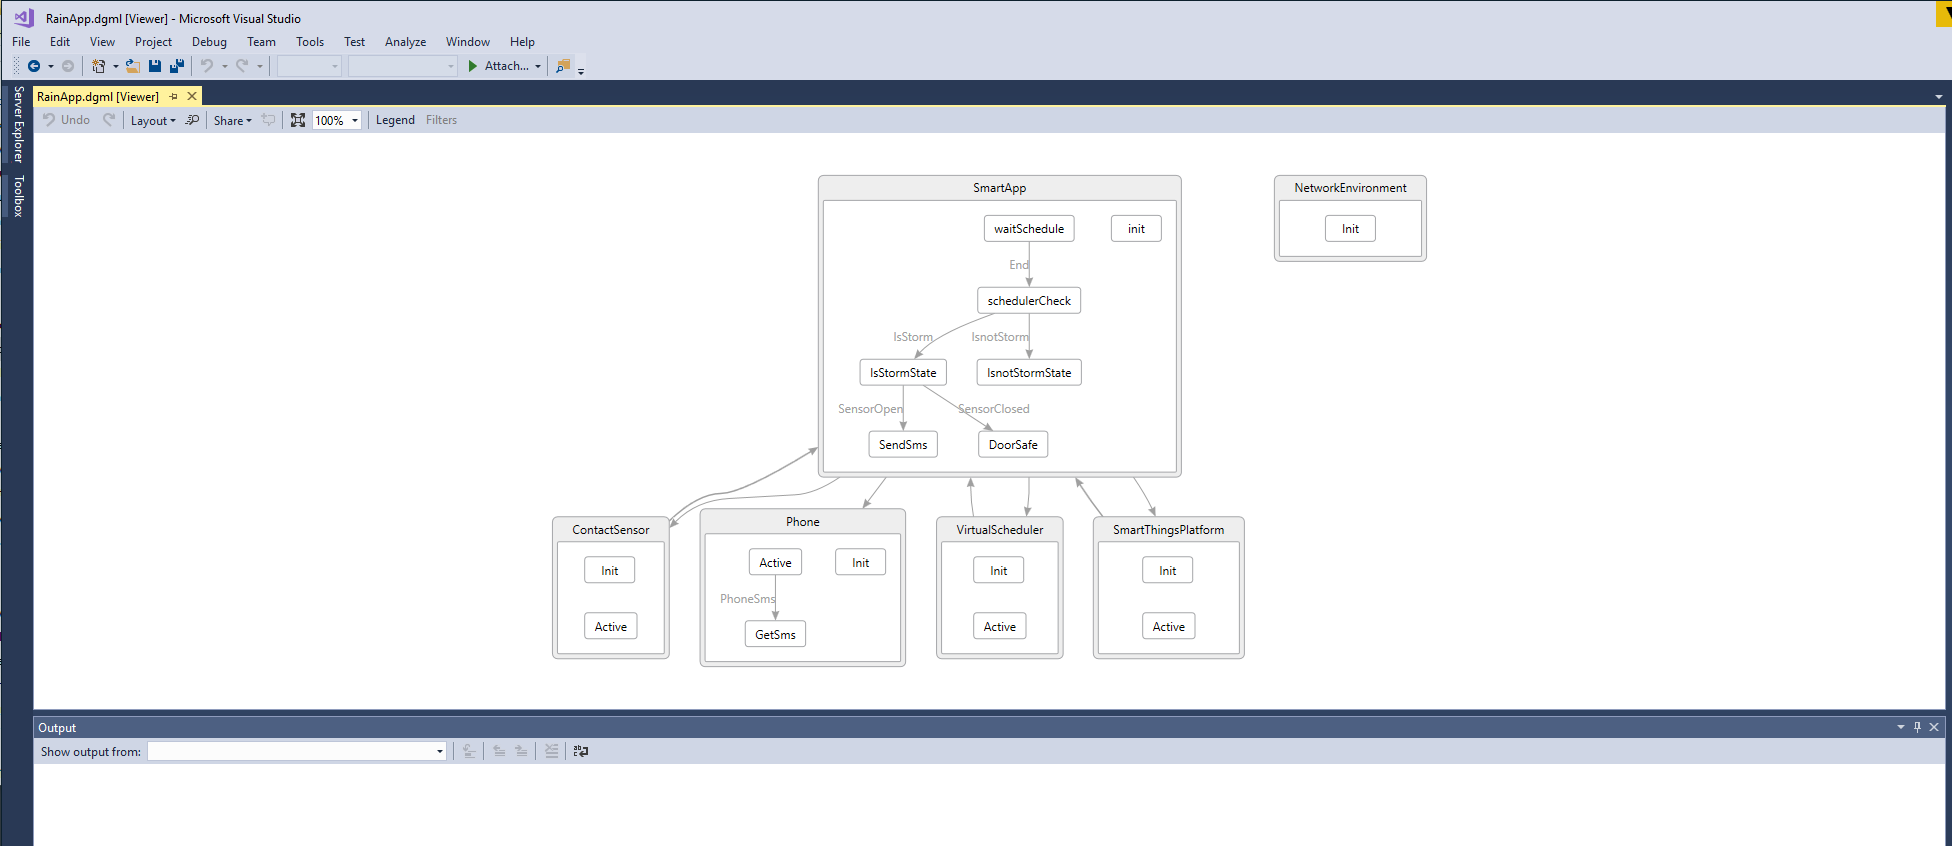 RainApp.dgml [Viewer] - Microsoft Visual Studio
File Edit View Project Debug Team Tools Test Analyze Window Help
Attach...
Server Explorer
Toolbox
RainApp.dgml [Viewer]
Undo Layout Share 100% Legend Filters
SmartApp
waitSchedule init
End
schedulerCheck
IsStorm IsnotStorm
IsStormState IsnotStormState
SensorOpen SensorClosed
SendSms DoorSafe
NetworkEnvironment
Init
ContactSensor
Init
Active
Phone
Active Init
PhoneSms
GetSms
VirtualScheduler
Init
Active
SmartThingsPlatform
Init
Active
Output
Show output from: